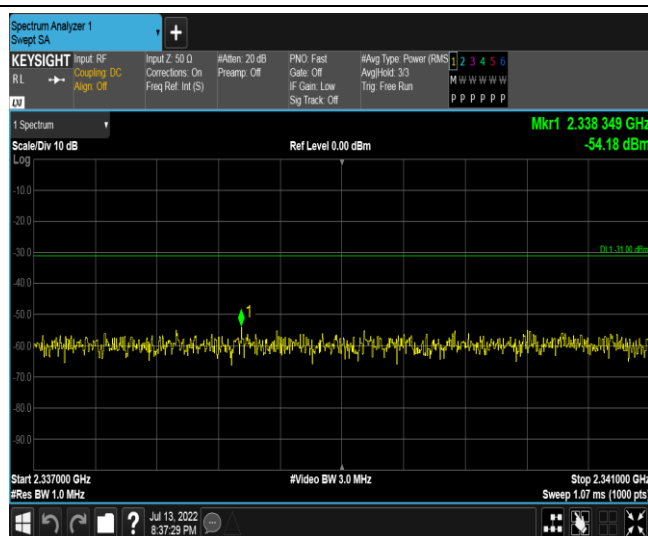 Spectrum Analyzer 1
Swept SA
+
KEYSIGHT
RL
LXI
Input: RF
Coupling: DC
Align: Off
Input Z: 50 Ω
Corrections: On
Freq Ref: Int (S)
#Atten: 20 dB
Preamp: Off
PNO: Fast
Gate: Off
IF Gain: Low
Sig Track: Off
#Avg Type: Power (RMS
Avg|Hold: 3/3
Trig: Free Run
1 2 3 4 5 6
M W W W W W
P P P P P P
1 Spectrum
Mkr1 2.338 349 GHz
-54.18 dBm
Scale/Div 10 dB
Ref Level 0.00 dBm
Log
-10.0
-20.0
-30.0
DL1 -31.00 dBm
-40.0
-50.0
1
-60.0
-70.0
-80.0
-90.0
Start 2.337000 GHz
#Video BW 3.0 MHz
Stop 2.341000 GHz
#Res BW 1.0 MHz
Sweep 1.07 ms (1000 pts)
?
Jul 13, 2022
8:37:29 PM